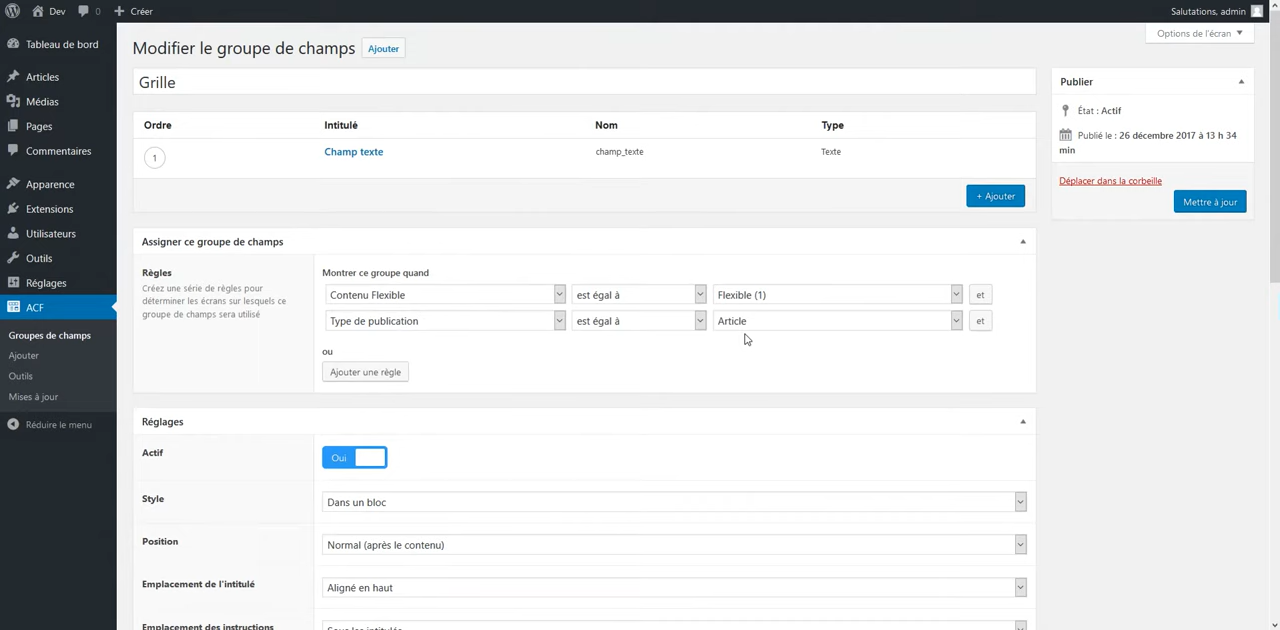 Dev 0 Créer Salutations, admin
Options de l'écran
Tableau de bord
Articles
Médias
Pages
Commentaires
Apparence
Extensions
Utilisateurs
Outils
Réglages
ACF
Groupes de champs
Ajouter
Outils
Mises à jour
Réduire le menu
Modifier le groupe de champs Ajouter
Grille
Ordre Intitulé Nom Type
1 Champ texte champ_texte Texte
+ Ajouter
Assigner ce groupe de champs
Règles
Créez une série de règles pour
déterminer les écrans sur lesquels ce
groupe de champs sera utilisé
Montrer ce groupe quand
Contenu Flexible est égal à Flexible (1) et
Type de publication est égal à Article et
ou
Ajouter une règle
Réglages
Actif Oui
Style Dans un bloc
Position Normal (après le contenu)
Emplacement de l'intitulé Aligné en haut
Emplacement des instructions Sous les intitulés
Publier
État : Actif
Publié le : 26 décembre 2017 à 13 h 34
min
Déplacer dans la corbeille
Mettre à jour